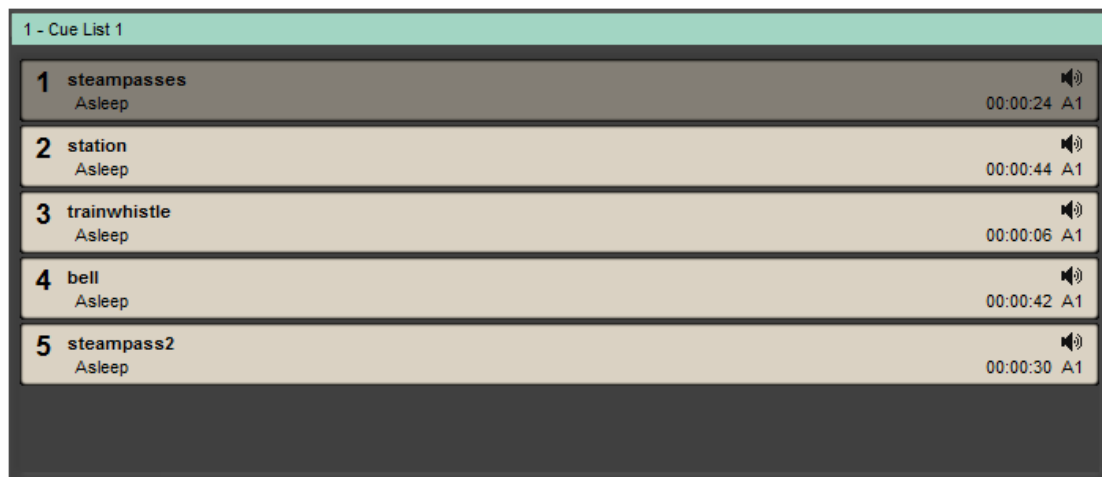 1 - Cue List 1
1 steampasses
Asleep 00:00:24 A1
2 station
Asleep 00:00:44 A1
3 trainwhistle
Asleep 00:00:06 A1
4 bell
Asleep 00:00:42 A1
5 steampass2
Asleep 00:00:30 A1